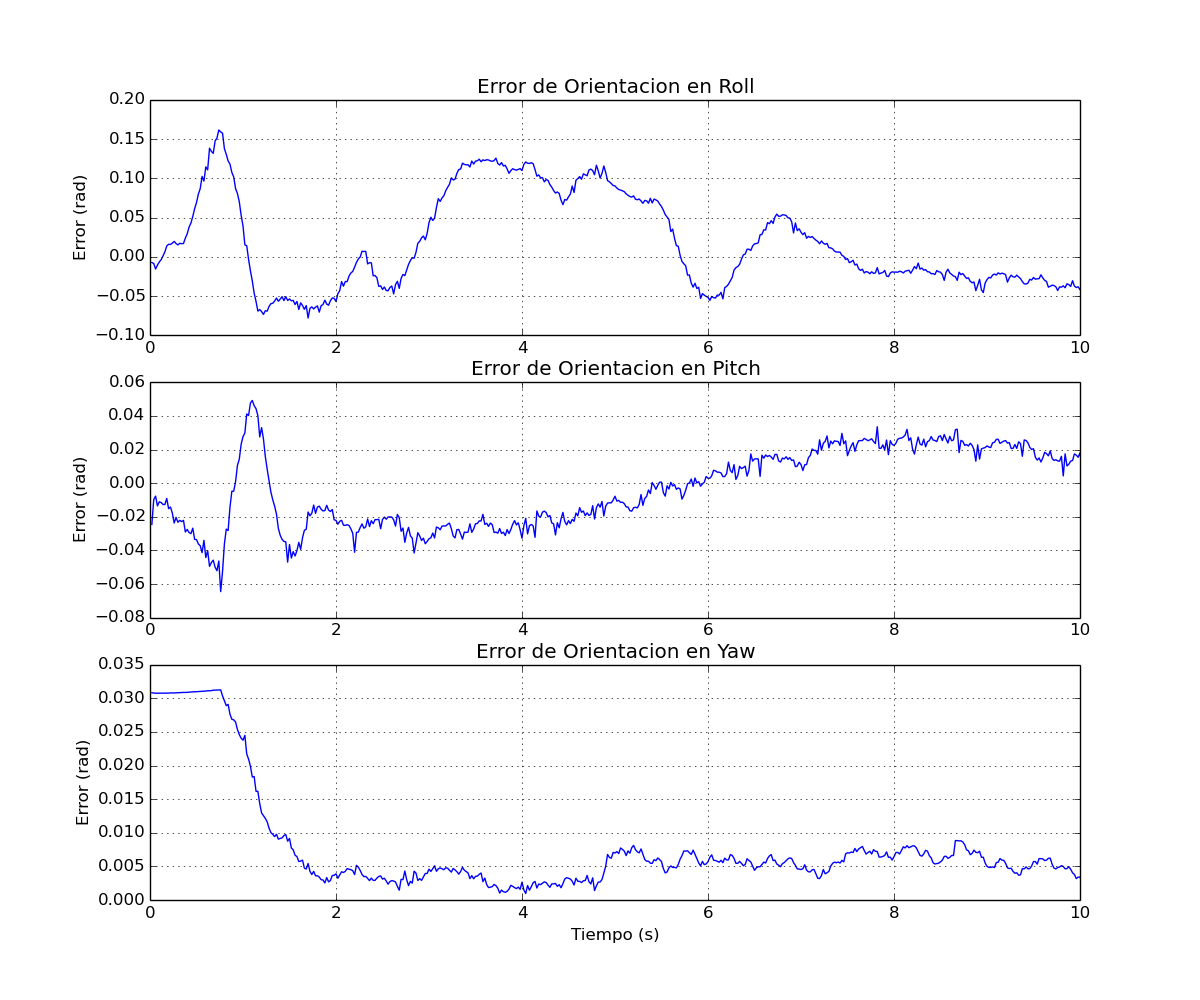 Error de Orientacion en Roll
0.20
0.15
0.10
0.05
0.00
−0.05
−0.10
Error (rad)
0 2 4 6 8 10
Error de Orientacion en Pitch
0.06
0.04
0.02
0.00
−0.02
−0.04
−0.06
−0.08
Error (rad)
0 2 4 6 8 10
Error de Orientacion en Yaw
0.035
0.030
0.025
0.020
0.015
0.010
0.005
0.000
Error (rad)
0 2 4 6 8 10
Tiempo (s)